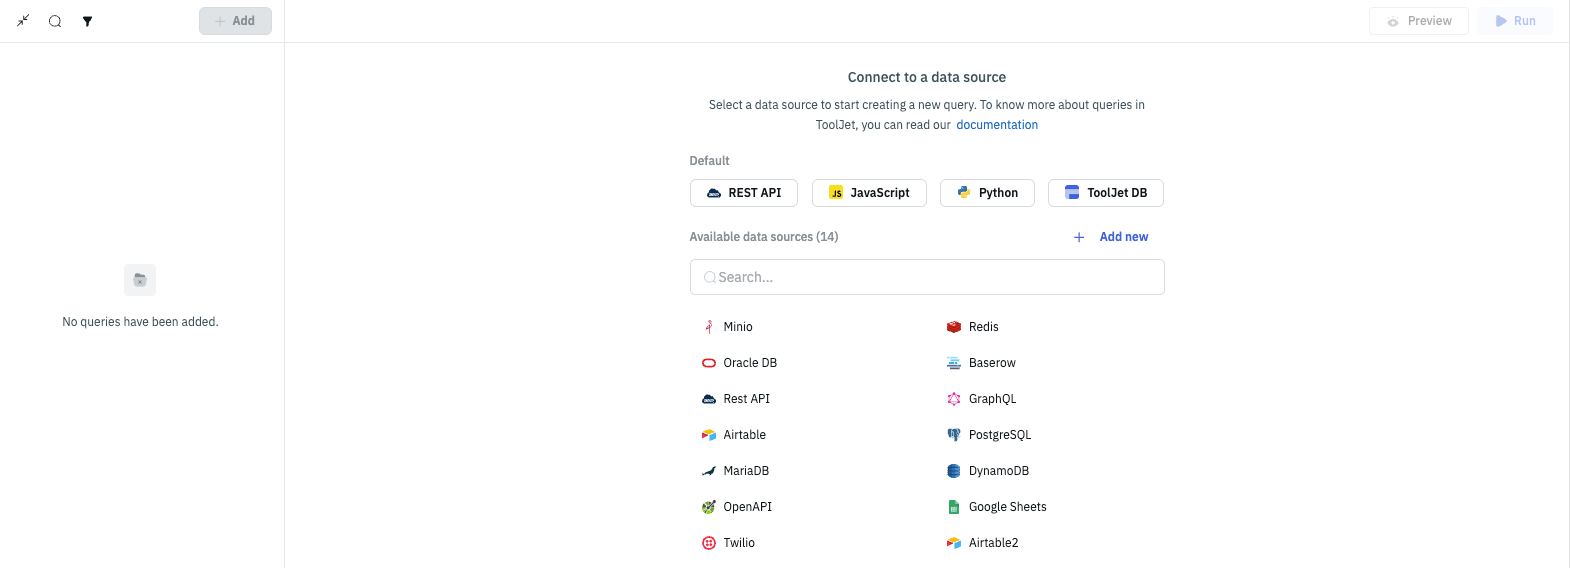 Add
Preview
Run
Connect to a data source
Select a data source to start creating a new query. To know more about queries in
ToolJet, you can read our documentation
Default
REST API
JS JavaScript
Python
ToolJet DB
Available data sources (14)
Add new
Search...
Minio
Redis
Oracle DB
Baserow
Rest API
GraphQL
Airtable
PostgreSQL
MariaDB
DynamoDB
OpenAPI
Google Sheets
Twilio
Airtable2
No queries have been added.